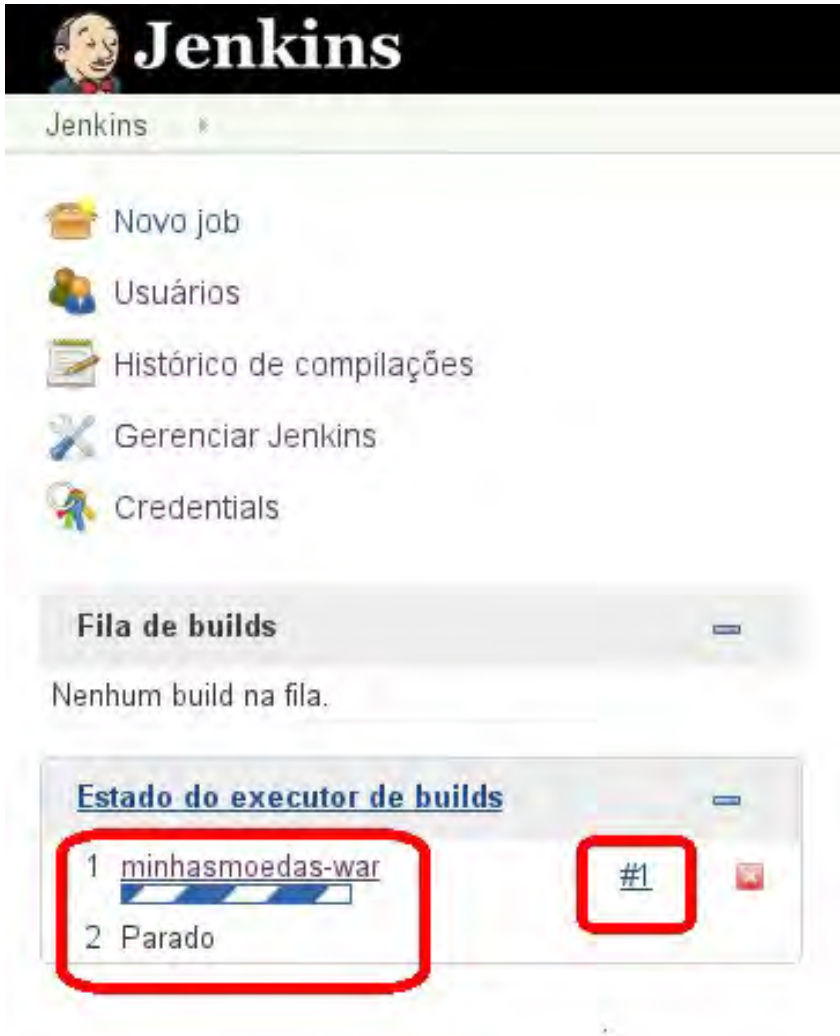 Jenkins
Jenkins
Novo job
Usuários
Histórico de compilações
Gerenciar Jenkins
Credentials
Fila de builds
Nenhum build na fila.
Estado do executor de builds
1 minhasmoedas-war #1
2 Parado